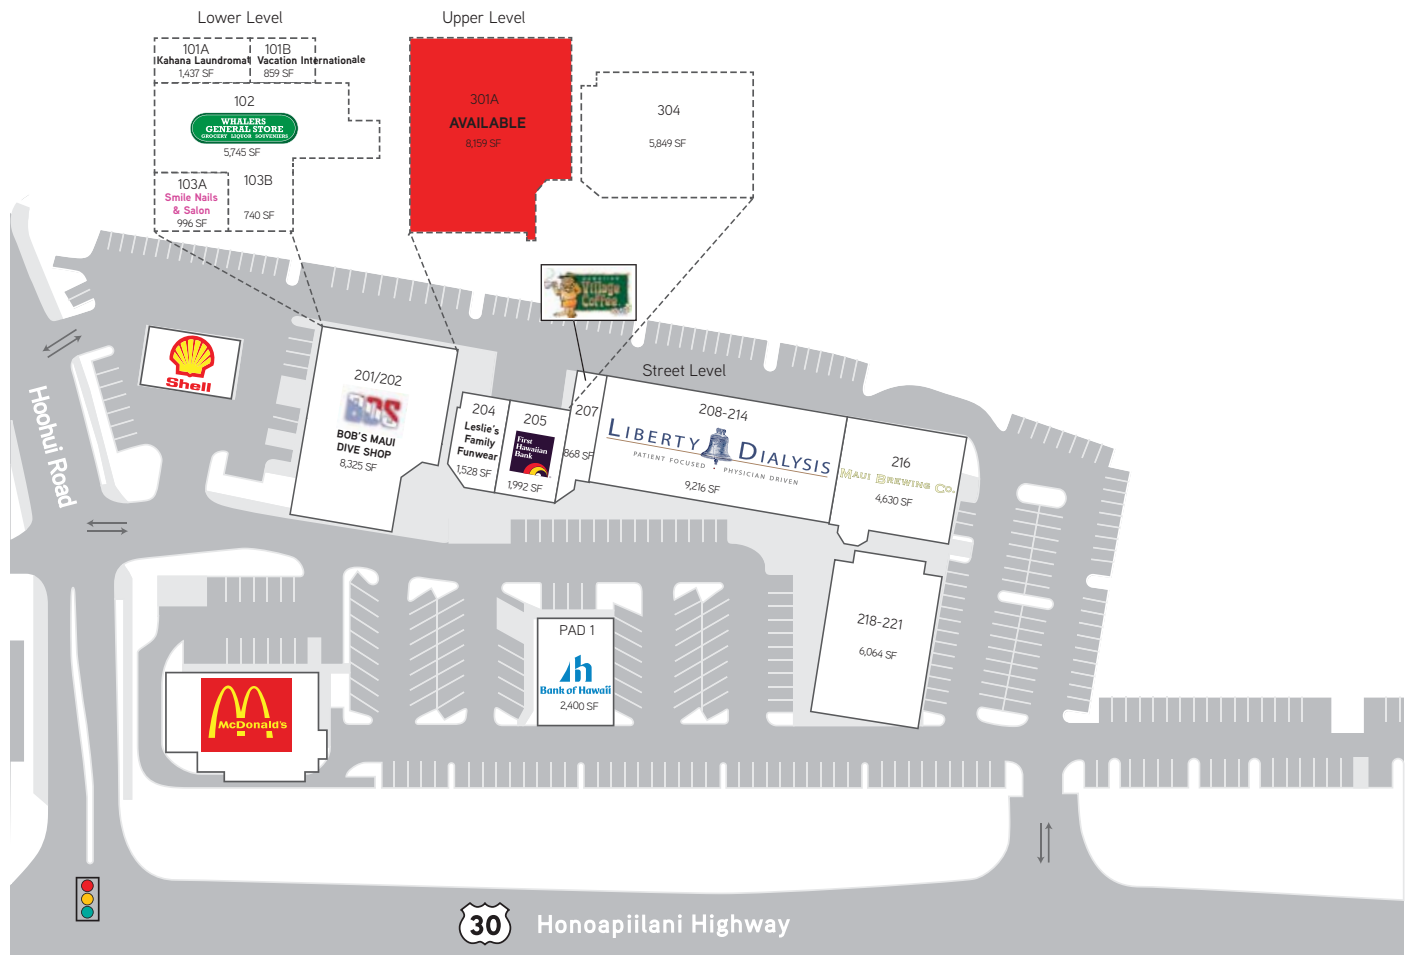 Lower Level
Upper Level
101A
Kahana Laundromat
1,437 SF
101B
Vacation Internationale
859 SF
102
WHALERS
GENERAL STORE
GROCERY LIQUOR SOUVENIERS
5,745 SF
103A
Smile Nails
& Salon
996 SF
103B
740 SF
301A
AVAILABLE
8,159 SF
304
5,849 SF
Village
Coffee
Street Level
Shell
201/202
BOS
BOB'S MAUI
DIVE SHOP
8,325 SF
204
Leslie's
Family
Funwear
1,528 SF
205
First
Hawaiian
Bank
1,992 SF
207
868 SF
208-214
LIBERTY DIALYSIS
PATIENT FOCUSED PHYSICIAN DRIVEN
9,216 SF
216
MAUI BREWING CO.
4,630 SF
218-221
6,064 SF
PAD 1
Bank of Hawaii
2,400 SF
McDonald's
Hoohui Road
30
Honoapiilani Highway